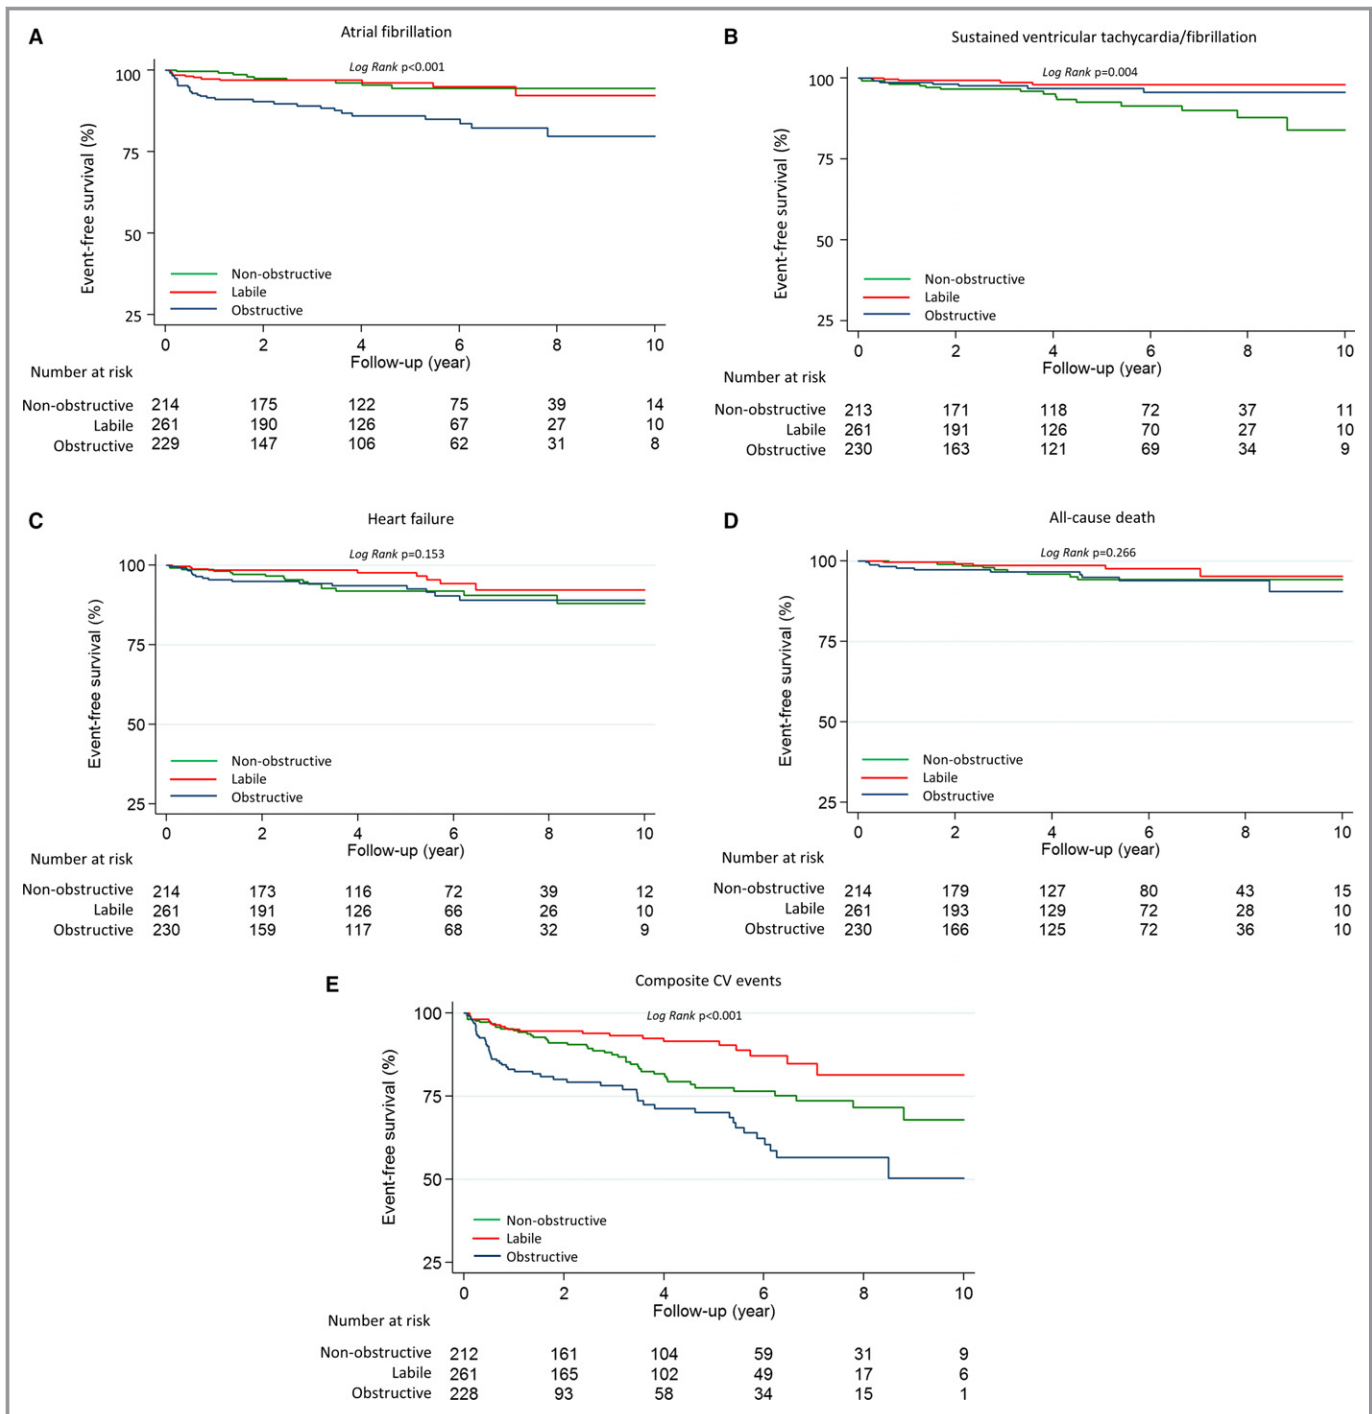 A
Atrial fibrillation
Log Rank p<0.001
Event-free survival (%)
100
75
50
25
Non-obstructive
Labile
Obstructive
0 2 4 6 8 10
Follow-up (year)
Number at risk
Non-obstructive 214 175 122 75 39 14
Labile 261 190 126 67 27 10
Obstructive 229 147 106 62 31 8
B
Sustained ventricular tachycardia/fibrillation
Log Rank p=0.004
Event-free survival (%)
100
75
50
25
Non-obstructive
Labile
Obstructive
0 2 4 6 8 10
Follow-up (year)
Number at risk
Non-obstructive 213 171 118 72 37 11
Labile 261 191 126 70 27 10
Obstructive 230 163 121 69 34 9
C
Heart failure
Log Rank p=0.153
Event-free survival (%)
100
75
50
25
Non-obstructive
Labile
Obstructive
0 2 4 6 8 10
Follow-up (year)
Number at risk
Non-obstructive 214 173 116 72 39 12
Labile 261 191 126 66 26 10
Obstructive 230 159 117 68 32 9
D
All-cause death
Log Rank p=0.266
Event-free survival (%)
100
75
50
25
Non-obstructive
Labile
Obstructive
0 2 4 6 8 10
Follow-up (year)
Number at risk
Non-obstructive 214 179 127 80 43 15
Labile 261 193 129 72 28 10
Obstructive 230 166 125 72 36 10
E
Composite CV events
Log Rank p<0.001
Event-free survival (%)
100
75
50
25
Non-obstructive
Labile
Obstructive
0 2 4 6 8 10
Follow-up (year)
Number at risk
Non-obstructive 212 161 104 59 31 9
Labile 261 165 102 49 17 6
Obstructive 228 93 58 34 15 1